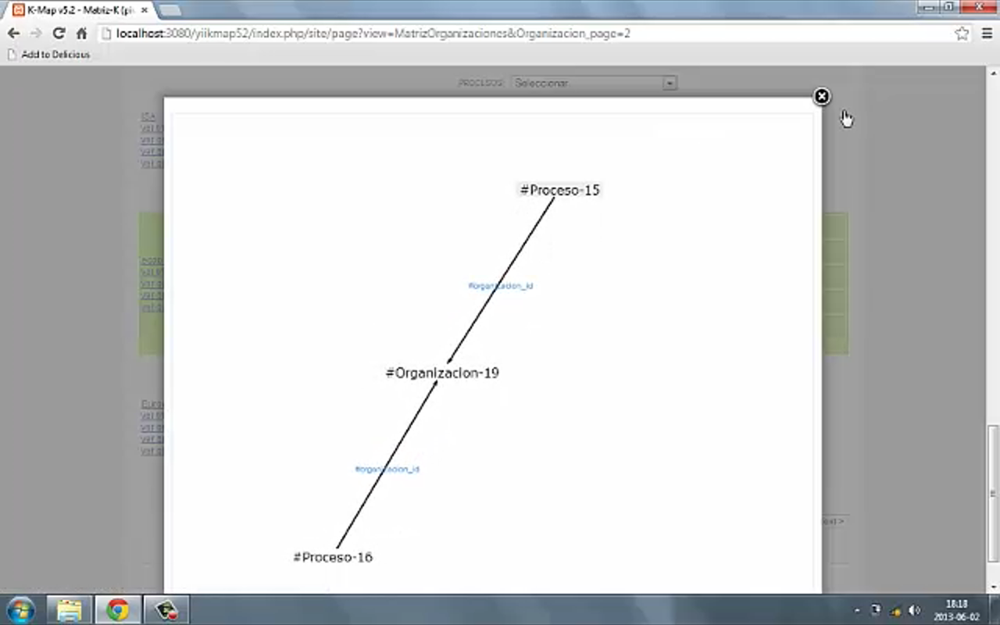 K-Map v5.2 - Matriz-K (pi
localhost:3080/yiikmap52/index.php/site/page?view=MatrizOrganizaciones&Organizacion_page=2
Add to Delicious
PROCESOS Seleccionar
ISA
#Proceso-15
#organizacion_id
#Organizacion-19
#organizacion_id
#Proceso-16
18:18
2013-06-02